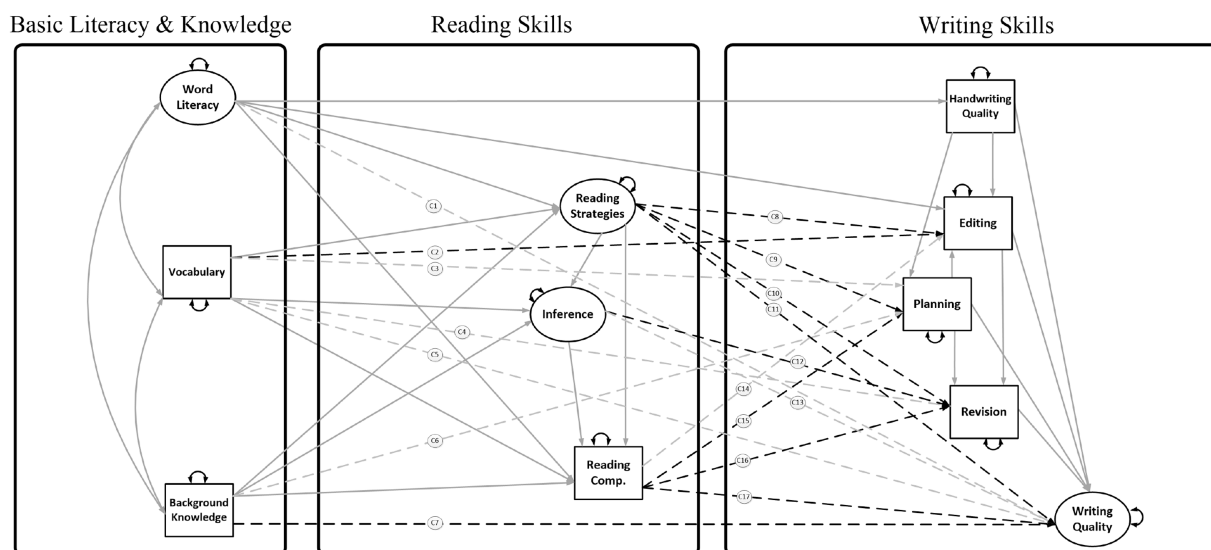 Basic Literacy & Knowledge
Reading Skills
Writing Skills
Word
Literacy
Vocabulary
Background
Knowledge
Reading
Strategies
Inference
Reading
Comp.
Handwriting
Quality
Editing
Planning
Revision
Writing
Quality
C1
C2
C3
C4
C5
C6
C7
C8
C9
C10
C11
C12
C13
C14
C15
C16
C17